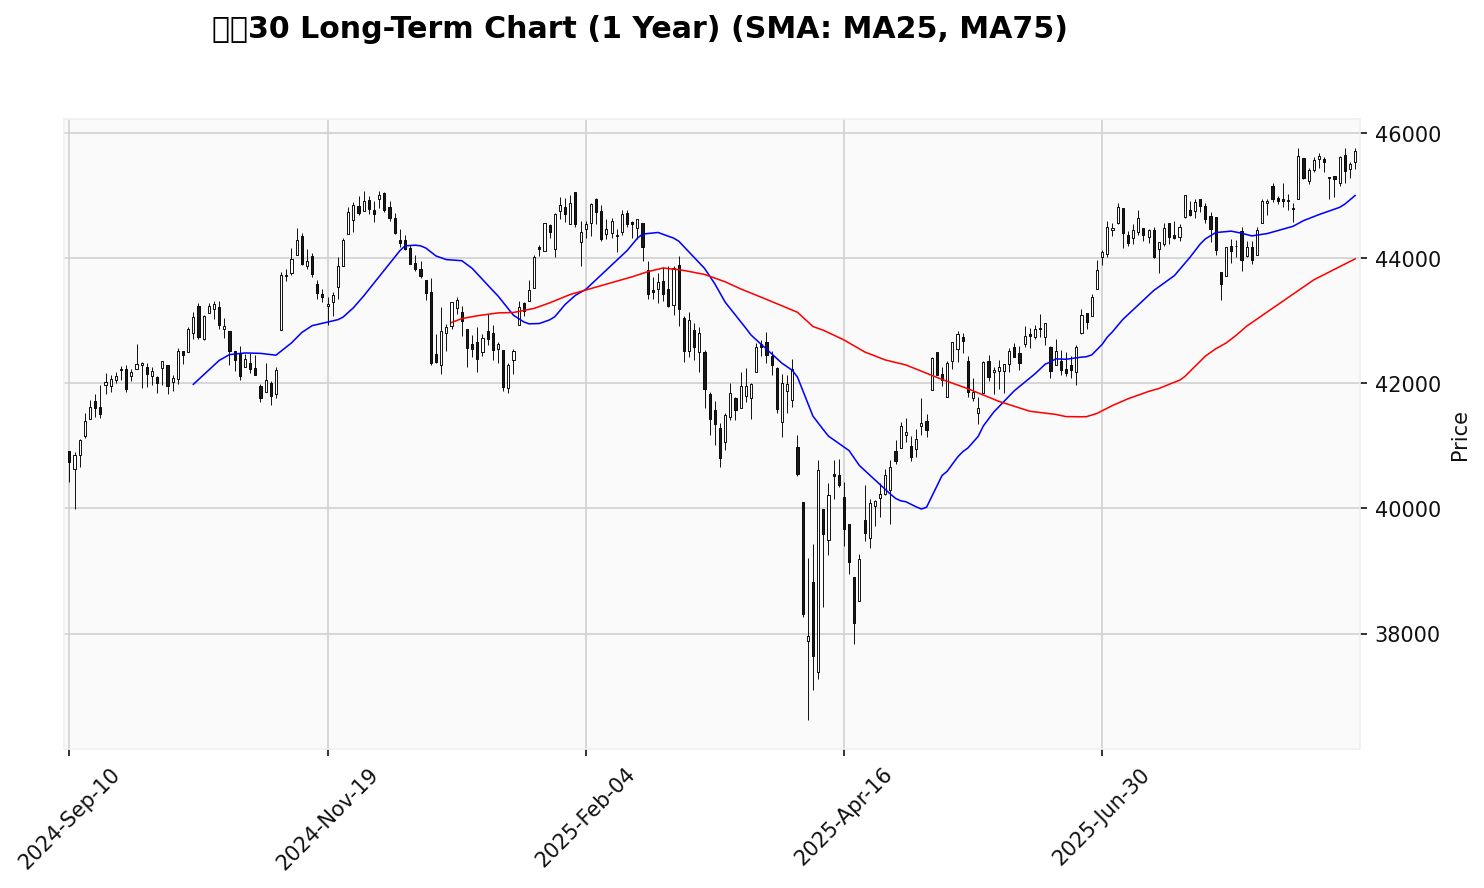 30 Long-Term Chart (1 Year) (SMA: MA25, MA75)
46000
44000
42000
40000
38000
Price
2024-Sep-10
2024-Nov-19
2025-Feb-04
2025-Apr-16
2025-Jun-30